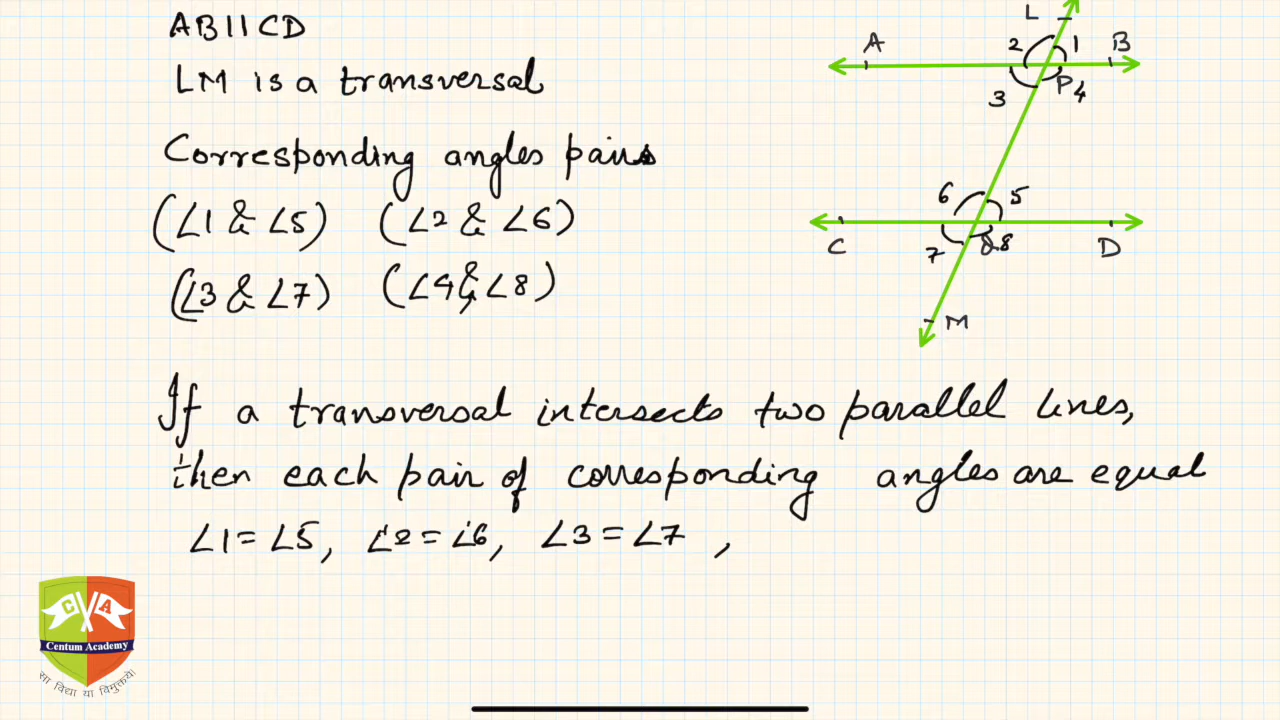 AB||CD
LM is a transversal
Corresponding angles pairs
(∠1 & ∠5) (∠2 & ∠6)
(∠3 & ∠7) (∠4 & ∠8)
L
A 2 1 B
3 P 4
6 5
C 7 8 D
M
If a transversal intersects two parallel lines,
then each pair of corresponding angles are equal
∠1 = ∠5, ∠2 = ∠6, ∠3 = ∠7 ,
C A
Centum Academy
सा विद्या या विमुक्तये।